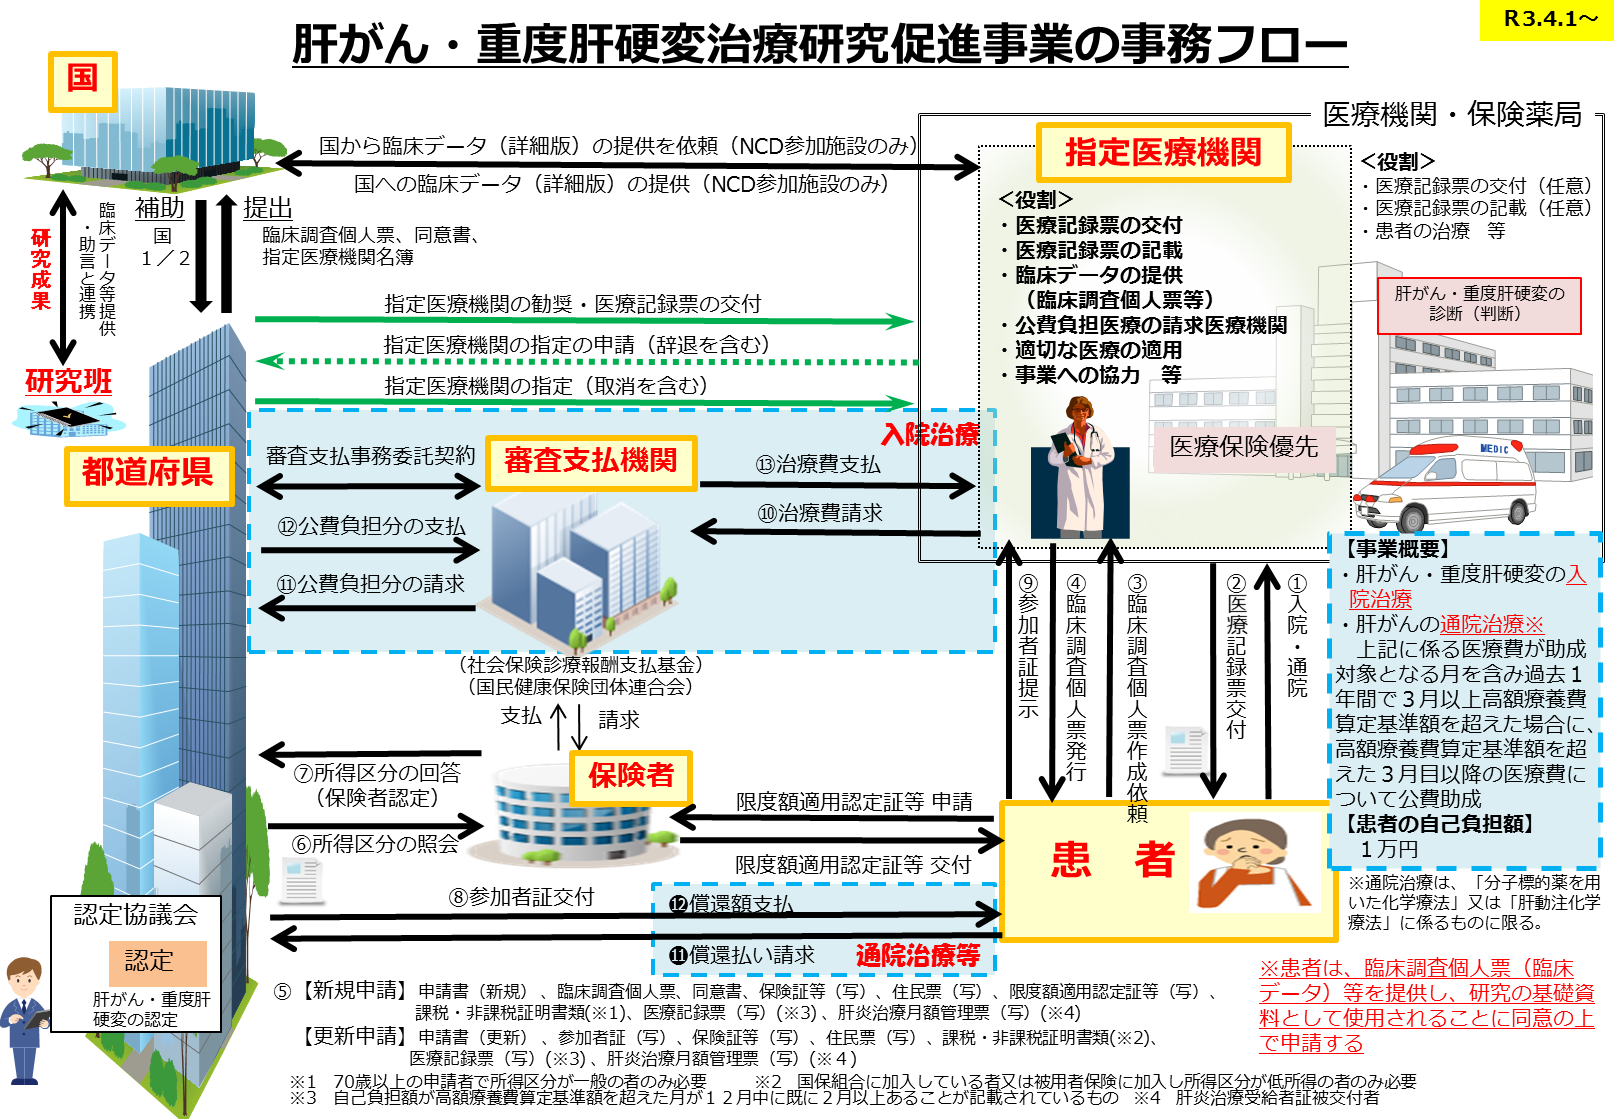 R3.4.1～
肝がん・重度肝硬変治療研究促進事業の事務フロー
国
医療機関・保険薬局
国から臨床データ（詳細版）の提供を依頼（NCD参加施設のみ）
国への臨床データ（詳細版）の提供（NCD参加施設のみ）
指定医療機関
＜役割＞
・医療記録票の交付
・医療記録票の記載
・臨床データの提供
（臨床調査個人票等）
・公費負担医療の請求医療機関
・適切な医療の適用
・事業への協力　等
＜役割＞
・医療記録票の交付（任意）
・医療記録票の記載（任意）
・患者の治療　等
肝がん・重度肝硬変の
診断（判断）
医療保険優先
MEDIC
研究成果
臨床データ等提供
・助言と連携
補助
国
１／２
提出
臨床調査個人票、同意書、
指定医療機関名簿
研究班
指定医療機関の勧奨・医療記録票の交付
指定医療機関の指定の申請（辞退を含む）
指定医療機関の指定（取消を含む）
都道府県
入院治療
審査支払事務委託契約
審査支払機関
⑬治療費支払
⑩治療費請求
⑫公費負担分の支払
⑪公費負担分の請求
（社会保険診療報酬支払基金）
（国民健康保険団体連合会）
支払
請求
⑨参加者証提示
④臨床調査個人票発行
③臨床調査個人票作成依頼
②医療記録票交付
①入院・通院
【事業概要】
・肝がん・重度肝硬変の入
院治療
・肝がんの通院治療※
上記に係る医療費が助成
対象となる月を含み過去１
年間で３月以上高額療養費
算定基準額を超えた場合に、
高額療養費算定基準額を超
えた３月目以降の医療費に
ついて公費助成
【患者の自己負担額】
１万円
※通院治療は、「分子標的薬を用
いた化学療法」又は「肝動注化学
療法」に係るものに限る。
⑦所得区分の回答
（保険者認定）
⑥所得区分の照会
保険者
限度額適用認定証等 申請
限度額適用認定証等 交付
患　者
⑧参加者証交付
⓬償還額支払
⓫償還払い請求
通院治療等
認定協議会
認定
肝がん・重度肝
硬変の認定
※患者は、臨床調査個人票（臨床
データ）等を提供し、研究の基礎資
料として使用されることに同意の上
で申請する
⑤【新規申請】申請書（新規）、臨床調査個人票、同意書、保険証等（写）、住民票（写）、限度額適用認定証等（写）、
課税・非課税証明書類(※1)、医療記録票（写）(※3)、肝炎治療月額管理票（写）(※4)
【更新申請】申請書（更新）、参加者証（写）、保険証等（写）、住民票（写）、課税・非課税証明書類(※2)、
医療記録票（写）(※3)、肝炎治療月額管理票（写）(※４)
※1　70歳以上の申請者で所得区分が一般の者のみ必要　　※2　国保組合に加入している者又は被用者保険に加入し所得区分が低所得の者のみ必要
※3　自己負担額が高額療養費算定基準額を超えた月が１２月中に既に２月以上あることが記載されているもの　※4　肝炎治療受給者証被交付者